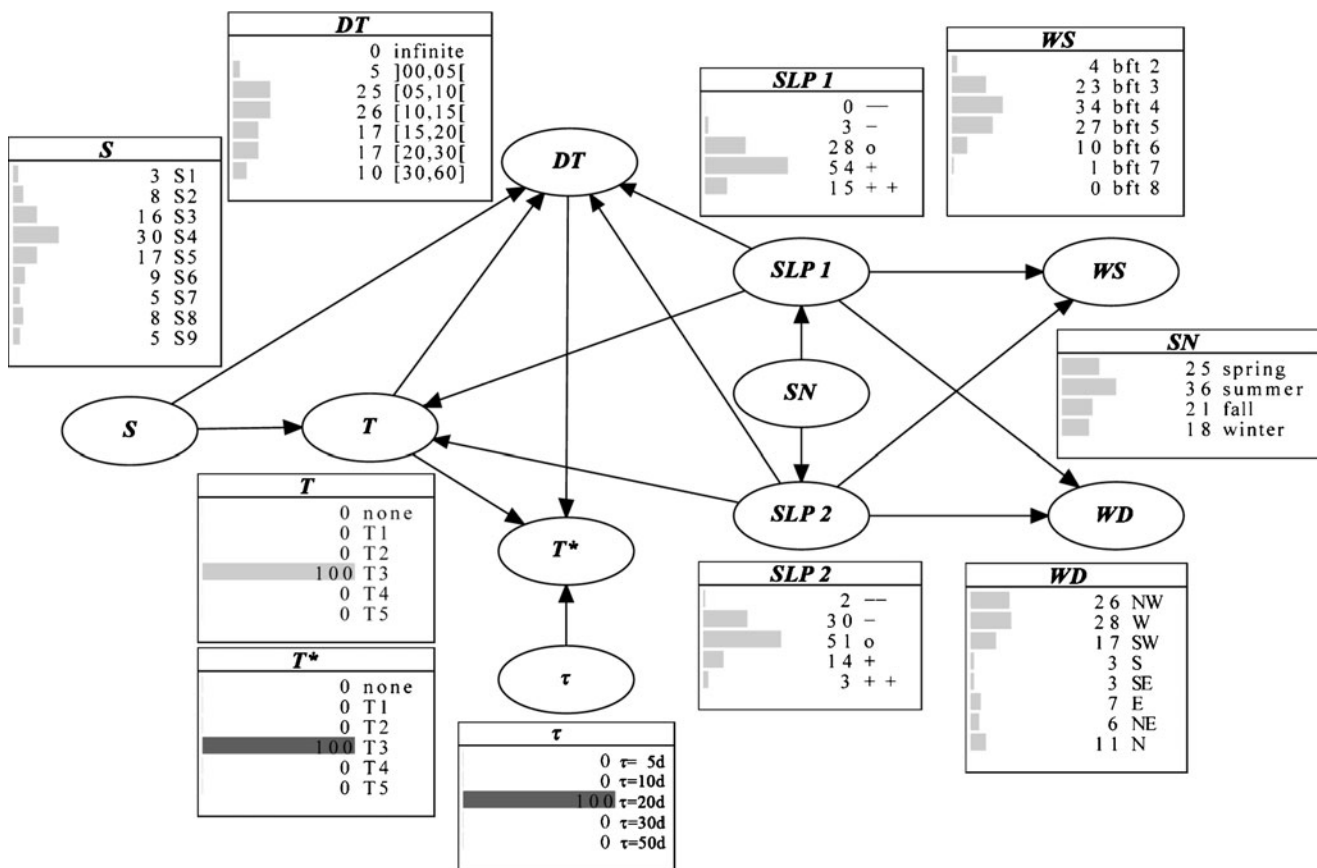 DT
0 infinite
5 ]00,05[
25 [05,10[
26 [10,15[
17 [15,20[
17 [20,30[
10 [30,60]
WS
4 bft 2
23 bft 3
34 bft 4
27 bft 5
10 bft 6
1 bft 7
0 bft 8
SLP 1
0 −−
3 −
28 o
54 +
15 + +
S
3 S1
8 S2
16 S3
30 S4
17 S5
9 S6
5 S7
8 S8
5 S9
DT
SLP 1
WS
SN
25 spring
36 summer
21 fall
18 winter
SN
S
T
T
0 none
0 T1
0 T2
100 T3
0 T4
0 T5
SLP 2
WD
T*
SLP 2
2 −−
30 −
51 o
14 +
3 + +
WD
26 NW
28 W
17 SW
3 S
3 SE
7 E
6 NE
11 N
T*
0 none
0 T1
0 T2
100 T3
0 T4
0 T5
τ
τ
0 τ= 5d
0 τ=10d
100 τ=20d
0 τ=30d
0 τ=50d